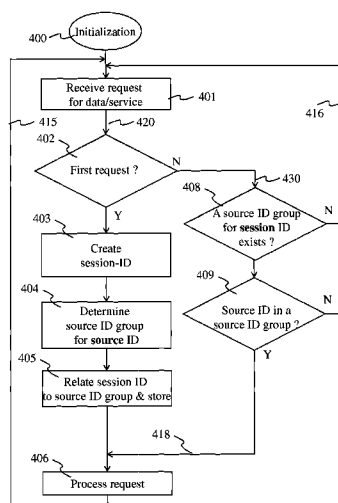 400
Initialization
Receive request
for data/service
401
415
420
416
402
First request ?
N
408
430
Y
A source ID group
for session ID
exists ?
N
403
Create
session-ID
409
404
Determine
source ID group
for source ID
Source ID in a
source ID group ?
N
405
Y
Relate session ID
to source ID group & store
418
406
Process request